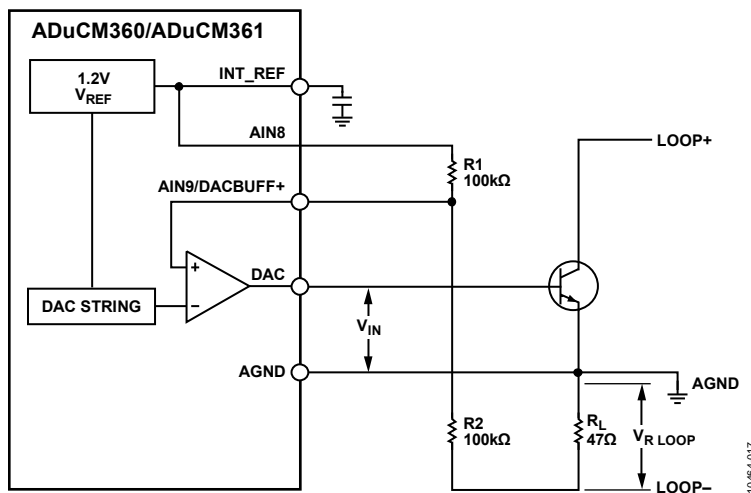 ADuCM360/ADuCM361
1.2V
VREF
INT_REF
AIN8
LOOP+
R1
100kΩ
AIN9/DACBUFF+
+
DAC
DAC STRING
–
VIN
AGND
AGND
R2
100kΩ
RL
47Ω
VR LOOP
LOOP–
10464-017